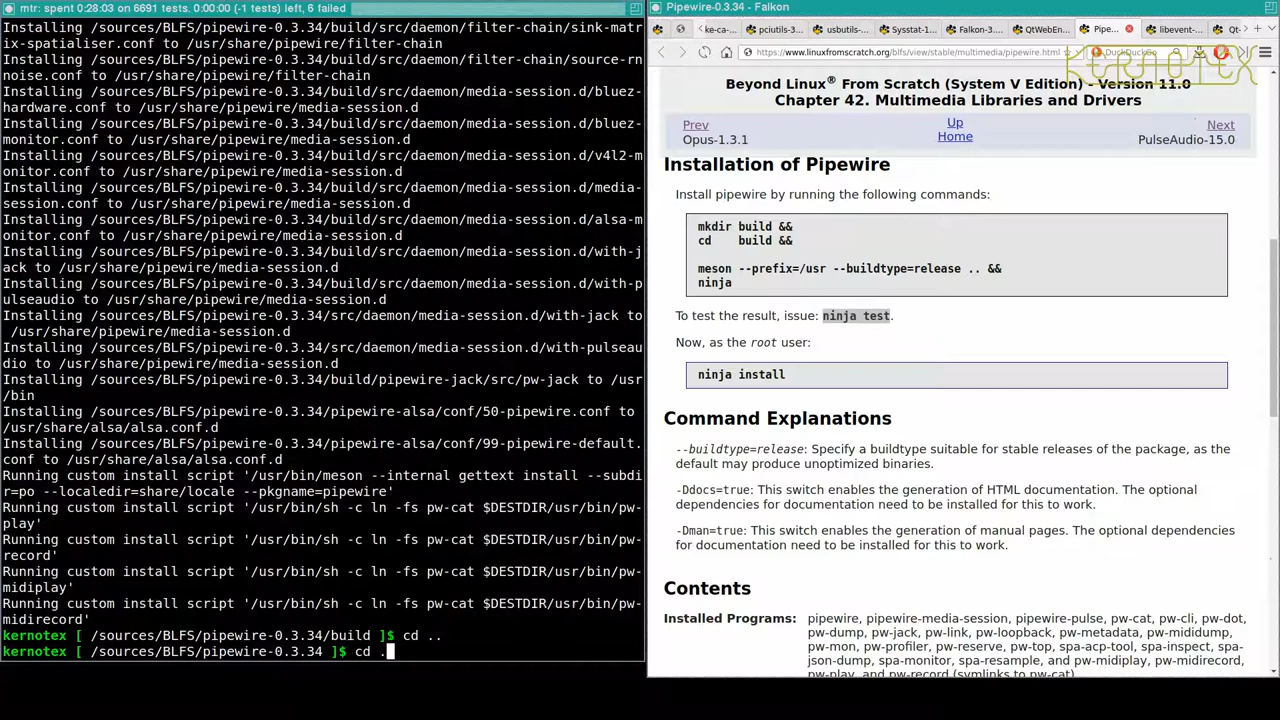 mtr: spent 0:28:03 on 6691 tests. 0:00:00 (-1 tests) left, 6 failed
Installing /sources/BLFS/pipewire-0.3.34/build/src/daemon/filter-chain/sink-matr
ix-spatialiser.conf to /usr/share/pipewire/filter-chain
Installing /sources/BLFS/pipewire-0.3.34/build/src/daemon/filter-chain/source-rn
noise.conf to /usr/share/pipewire/filter-chain
Installing /sources/BLFS/pipewire-0.3.34/build/src/daemon/media-session.d/bluez-
hardware.conf to /usr/share/pipewire/media-session.d
Installing /sources/BLFS/pipewire-0.3.34/build/src/daemon/media-session.d/bluez-
monitor.conf to /usr/share/pipewire/media-session.d
Installing /sources/BLFS/pipewire-0.3.34/build/src/daemon/media-session.d/v4l2-m
onitor.conf to /usr/share/pipewire/media-session.d
Installing /sources/BLFS/pipewire-0.3.34/build/src/daemon/media-session.d/media-
session.conf to /usr/share/pipewire/media-session.d
Installing /sources/BLFS/pipewire-0.3.34/build/src/daemon/media-session.d/alsa-m
onitor.conf to /usr/share/pipewire/media-session.d
Installing /sources/BLFS/pipewire-0.3.34/build/src/daemon/media-session.d/with-j
ack to /usr/share/pipewire/media-session.d
Installing /sources/BLFS/pipewire-0.3.34/build/src/daemon/media-session.d/with-p
ulseaudio to /usr/share/pipewire/media-session.d
Installing /sources/BLFS/pipewire-0.3.34/src/daemon/media-session.d/with-jack to
 /usr/share/pipewire/media-session.d
Installing /sources/BLFS/pipewire-0.3.34/src/daemon/media-session.d/with-pulseau
dio to /usr/share/pipewire/media-session.d
Installing /sources/BLFS/pipewire-0.3.34/build/pipewire-jack/src/pw-jack to /usr
/bin
Installing /sources/BLFS/pipewire-0.3.34/pipewire-alsa/conf/50-pipewire.conf to
/usr/share/alsa/alsa.conf.d
Installing /sources/BLFS/pipewire-0.3.34/pipewire-alsa/conf/99-pipewire-default.
conf to /usr/share/alsa/alsa.conf.d
Running custom install script '/usr/bin/meson --internal gettext install --subdi
r=po --localedir=share/locale --pkgname=pipewire'
Running custom install script '/usr/bin/sh -c ln -fs pw-cat $DESTDIR/usr/bin/pw-
play'
Running custom install script '/usr/bin/sh -c ln -fs pw-cat $DESTDIR/usr/bin/pw-
record'
Running custom install script '/usr/bin/sh -c ln -fs pw-cat $DESTDIR/usr/bin/pw-
midiplay'
Running custom install script '/usr/bin/sh -c ln -fs pw-cat $DESTDIR/usr/bin/pw-
midirecord'
kernotex [ /sources/BLFS/pipewire-0.3.34/build ]$ cd ..
kernotex [ /sources/BLFS/pipewire-0.3.34 ]$ cd .
Pipewire-0.3.34 - Falkon
ke-ca- pciutils-3... usbutils-... Sysstat-1... Falkon-3... QtWebEn... Pipe... libevent-... Qt-
https://www.linuxfromscratch.org/blfs/view/stable/multimedia/pipewire.html
DuckDuckGo
KERNOTEX
Beyond Linux® From Scratch (System V Edition) - Version 11.0
Chapter 42. Multimedia Libraries and Drivers
Prev Up Next
Opus-1.3.1 Home PulseAudio-15.0
Installation of Pipewire
Install pipewire by running the following commands:
mkdir build &&
cd    build &&
meson --prefix=/usr --buildtype=release .. &&
ninja
To test the result, issue: ninja test.
Now, as the root user:
ninja install
Command Explanations
--buildtype=release: Specify a buildtype suitable for stable releases of the package, as the
default may produce unoptimized binaries.
-Ddocs=true: This switch enables the generation of HTML documentation. The optional
dependencies for documentation need to be installed for this to work.
-Dman=true: This switch enables the generation of manual pages. The optional dependencies
for documentation need to be installed for this to work.
Contents
Installed Programs: pipewire, pipewire-media-session, pipewire-pulse, pw-cat, pw-cli, pw-dot,
pw-dump, pw-jack, pw-link, pw-loopback, pw-metadata, pw-mididump,
pw-mon, pw-profiler, pw-reserve, pw-top, spa-acp-tool, spa-inspect, spa-
json-dump, spa-monitor, spa-resample, and pw-midiplay, pw-midirecord,
pw-play, and pw-record (symlinks to pw-cat)